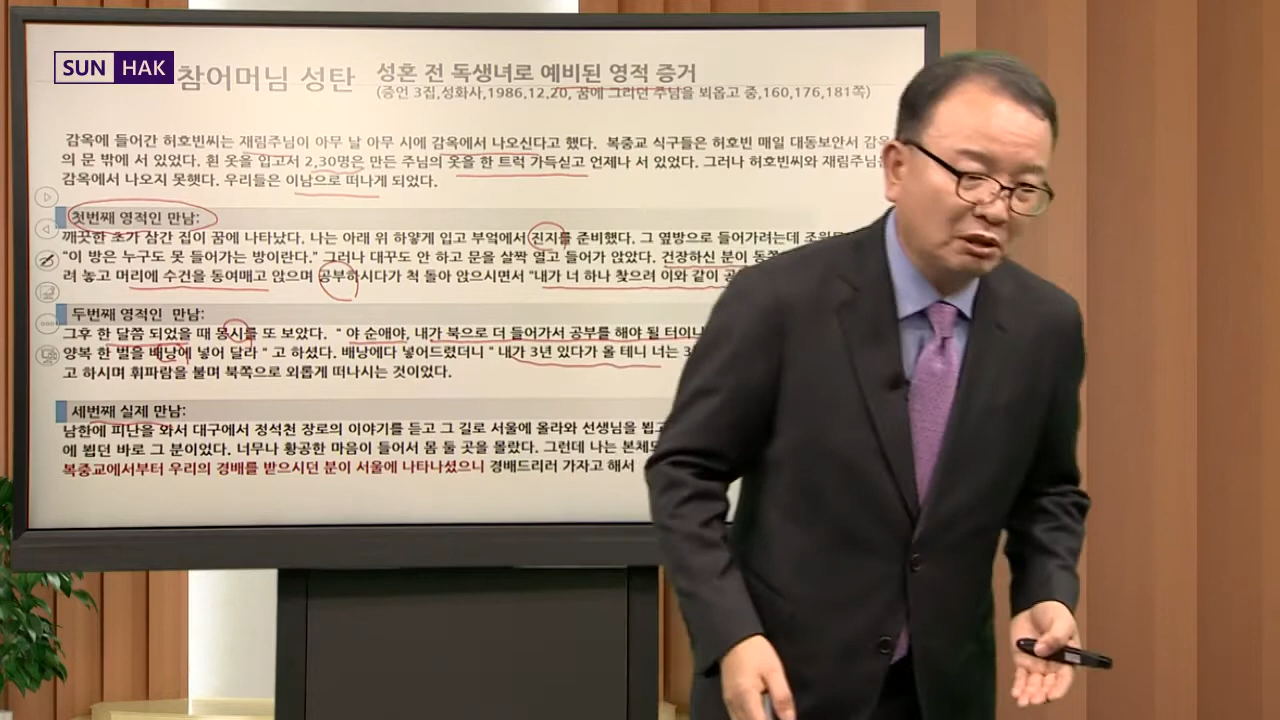 SUN HAK
참어머님 성탄
성혼 전 독생녀로 예비된 영적 증거
(증언 3집,성화사,1986,12,20, 꿈에 그리던 주님을 뵈옵고 중,160,176,181쪽)
감옥에 들어간 허호빈씨는 재림주님이 아무 날 아무 시에 감옥에서 나오신다고 했다. 복중교 식구들은 허호빈 매일 대동보안서 감옥
의 문 밖에 서 있었다. 흰 옷을 입고서 2,30명은 만든 주님의 옷을 한 트럭 가득싣고 언제나 서 있었다. 그러나 허호빈씨와 재림주님은
감옥에서 나오지 못햇다. 우리들은 이남으로 떠나게 되었다.
첫번째 영적인 만남:
깨끗한 초가 삼간 집이 꿈에 나타났다. 나는 아래 위 하얗게 입고 부엌에서 진지를 준비했다. 그 옆방으로 들어가려는데
"이 방은 누구도 못 들어가는 방이란다." 그러나 대꾸도 안 하고 문을 살짝 열고 들어가 앉았다. 건장하신 분이
려 놓고 머리에 수건을 동여매고 앉으며 공부하시다가 척 돌아 앉으시면서 "내가 너 하나 찾으려 이와 같이
두번째 영적인 만남:
그후 한 달쯤 되었을 때 몽시를 또 보았다. " 야 순애야, 내가 북으로 더 들어가서 공부를 해야 될 터이니
양복 한 벌을 배낭에 넣어 달라 " 고 하셨다. 배낭에다 넣어드렸더니 " 내가 3년 있다가 올 테니 너는
고 하시며 휘파람을 불며 북쪽으로 외롭게 떠나시는 것이었다.
세번째 실제 만남:
남한에 피난을 와서 대구에서 정석천 장로의 이야기를 듣고 그 길로 서울에 올라와 선생님을 뵙고
에 뵙던 바로 그 분이었다. 너무나 황공한 마음이 들어서 몸 둘 곳을 몰랐다. 그런데 나는
복중교에서부터 우리의 경배를 받으시던 분이 서울에 나타나셨으니 경배드리러 가자고 해서